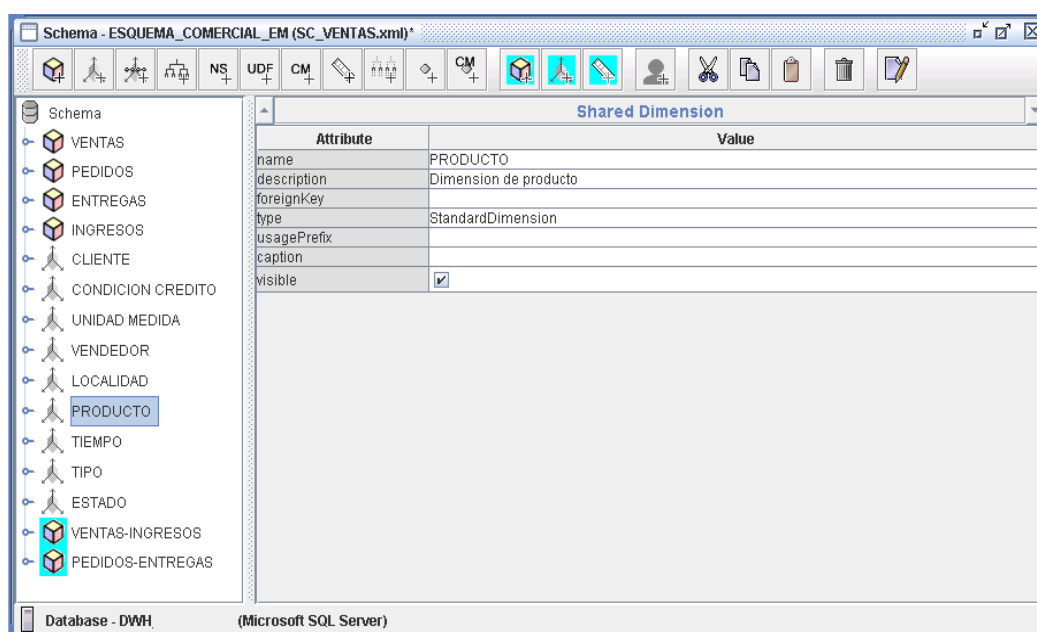 Schema - ESQUEMA_COMERCIAL_EM (SC_VENTAS.xml)*
NS UDF CM CM
Schema
VENTAS
PEDIDOS
ENTREGAS
INGRESOS
CLIENTE
CONDICION CREDITO
UNIDAD MEDIDA
VENDEDOR
LOCALIDAD
PRODUCTO
TIEMPO
TIPO
ESTADO
VENTAS-INGRESOS
PEDIDOS-ENTREGAS
Shared Dimension
Attribute Value
name PRODUCTO
description Dimension de producto
foreignKey
type StandardDimension
usagePrefix
caption
visible
Database - DWH (Microsoft SQL Server)